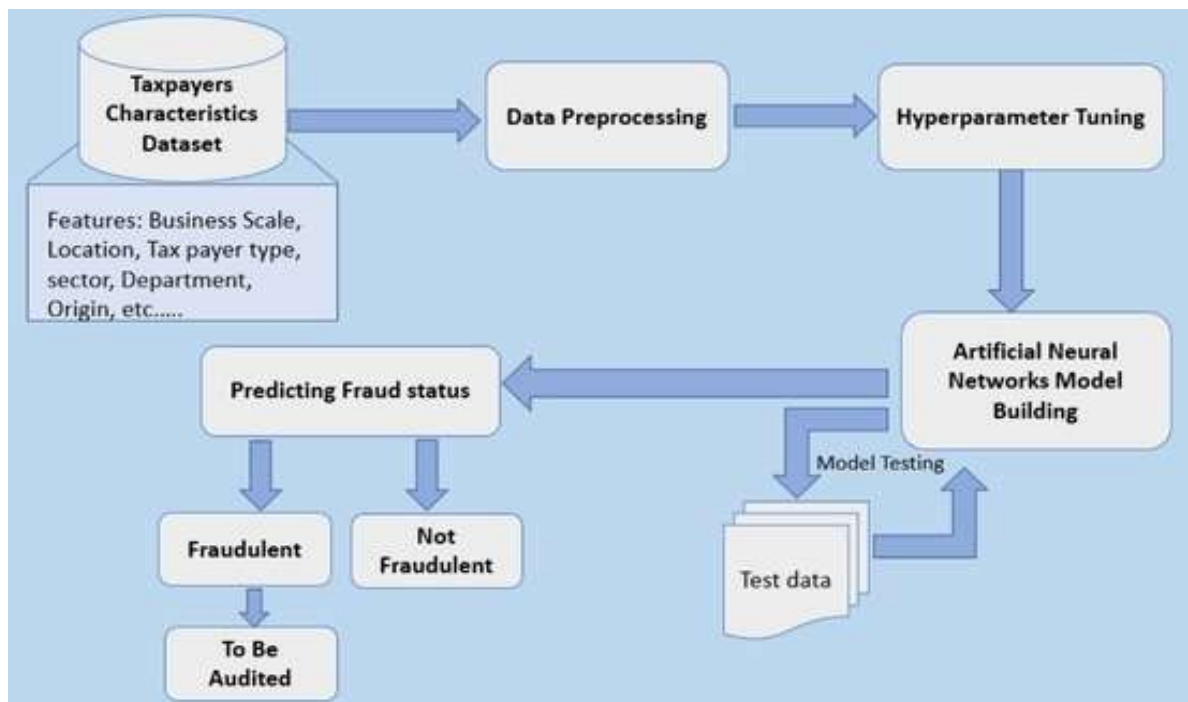 Taxpayers
Characteristics
Dataset
Data Preprocessing
Hyperparameter Tuning
Features: Business Scale,
Location, Tax payer type,
sector, Department,
Origin, etc.....
Artificial Neural
Networks Model
Building
Predicting Fraud status
Model Testing
Fraudulent
Not
Fraudulent
Test data
To Be
Audited